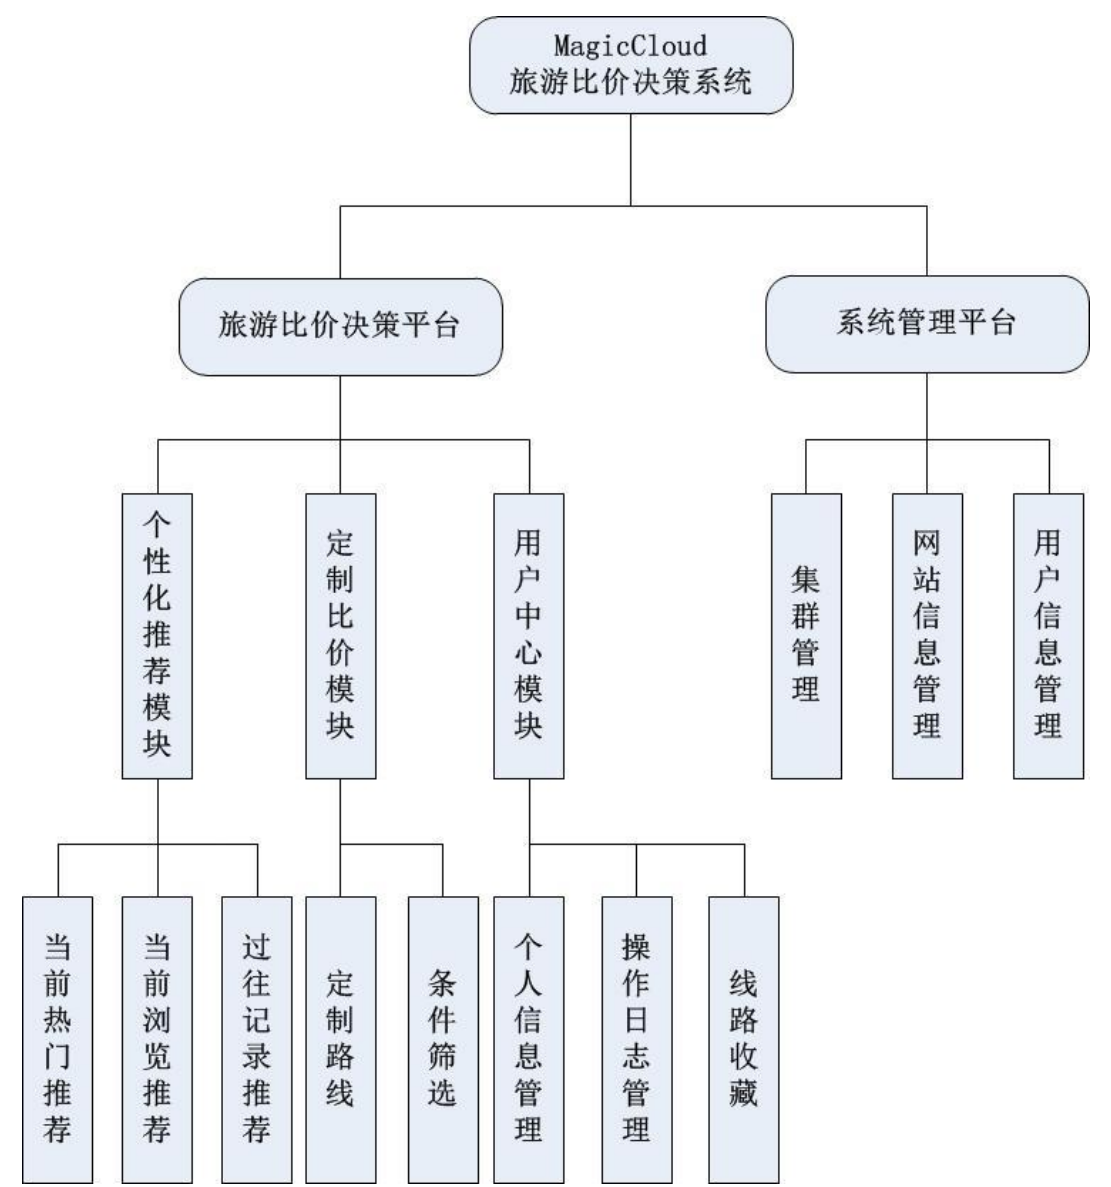 MagicCloud
旅游比价决策系统
旅游比价决策平台
系统管理平台
个性化推荐模块
定制比价模块
用户中心模块
集群管理
网站信息管理
用户信息管理
当前热门推荐
当前浏览推荐
过往记录推荐
定制路线
条件筛选
个人信息管理
操作日志管理
线路收藏